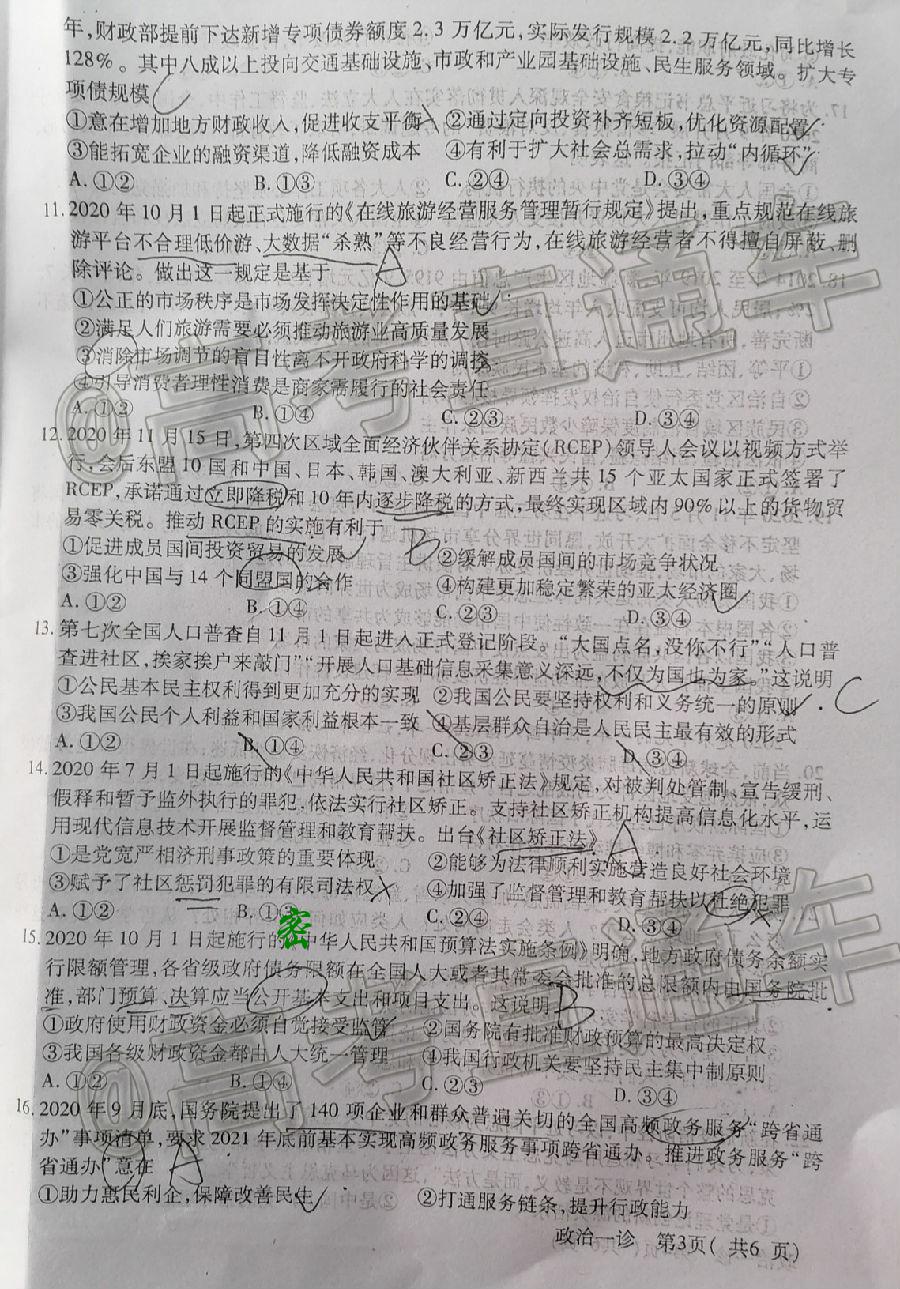 年,财政部提前下达新增专项债券额度2.3万亿元,实际发行规模2.2万亿元,同比增长
128%。其中八成以上投向交通基础设施、市政和产业园基础设施、民生服务领域。扩大专
项债规模 C
①意在增加地方财政收入,促进收支平衡 ②通过定向投资补齐短板,优化资源配置
③能拓宽企业的融资渠道,降低融资成本 ④有利于扩大社会总需求,拉动“内循环”
A.①② B.①③ C.②④ D.③④
11.2020年10月1日起正式施行的《在线旅游经营服务管理暂行规定》提出,重点规范在线旅
游平台不合理低价游、大数据“杀熟”等不良经营行为,在线旅游经营者不得擅自屏蔽、删
除评论。做出这一规定是基于 A
①公正的市场秩序是市场发挥决定性作用的基础
②满足人们旅游需要必须推动旅游业高质量发展
③消除市场调节的盲目性离不开政府科学的调控
④引导消费者理性消费是商家需履行的社会责任
A.①② B.①④ C.②③ D.③④
12.2020年11月15日,第四次区域全面经济伙伴关系协定(RCEP)领导人会议以视频方式举
行,会后东盟10国和中国、日本、韩国、澳大利亚、新西兰共15个亚太国家正式签署了
RCEP,承诺通过立即降税和10年内逐步降税的方式,最终实现区域内90%以上的货物贸
易零关税。推动RCEP的实施有利于 B
①促进成员国间投资贸易的发展 ②缓解成员国间的市场竞争状况
③强化中国与14个同盟国的合作 ④构建更加稳定繁荣的亚太经济圈
A.①② B.①④ C.②③ D.③④
13.第七次全国人口普查自11月1日起进入正式登记阶段。“大国点名,没你不行”“人口普
查进社区,挨家挨户来敲门”“开展人口基础信息采集意义深远,不仅为国也为家。”这说明
①公民基本民主权利得到更加充分的实现 ②我国公民要坚持权利和义务统一的原则 C
③我国公民个人利益和国家利益根本一致 ④基层群众自治是人民民主最有效的形式
A.①② B.①④ C.②③ D.③④
14.2020年7月1日起施行的《中华人民共和国社区矫正法》规定,对被判处管制、宣告缓刑、
假释和暂予监外执行的罪犯,依法实行社区矫正。支持社区矫正机构提高信息化水平,运
用现代信息技术开展监督管理和教育帮扶。出台《社区矫正法》 A
①是党宽严相济刑事政策的重要体现 ②能够为法律顺利实施营造良好社会环境
③赋予了社区惩罚犯罪的有限司法权 ④加强了监督管理和教育帮扶以杜绝犯罪
A.①② B.①③ C.②④ D.③④
密
15.2020年10月1日起施行的《中华人民共和国预算法实施条例》明确,地方政府债务余额实
行限额管理,各省级政府债务限额在全国人大或者其常委会批准的总限额内由国务院批
准,部门预算、决算应当公开基本支出和项目支出。这说明 B
①政府使用财政资金必须自觉接受监管 ②国务院有批准财政预算的最高决定权
③我国各级财政资金都由人大统一管理 ④我国行政机关要坚持民主集中制原则
A.①② B.①④ C.②③ D.③④
16.2020年9月底,国务院提出了140项企业和群众普遍关切的全国高频政务服务“跨省通
办”事项清单,要求2021年底前基本实现高频政务服务事项跨省通办。推进政务服务“跨
省通办”意在 A
①助力惠民利企,保障改善民生 ②打通服务链条,提升行政能力
政治一诊 第3页(共6页)
@高考直通车
@高考直通车